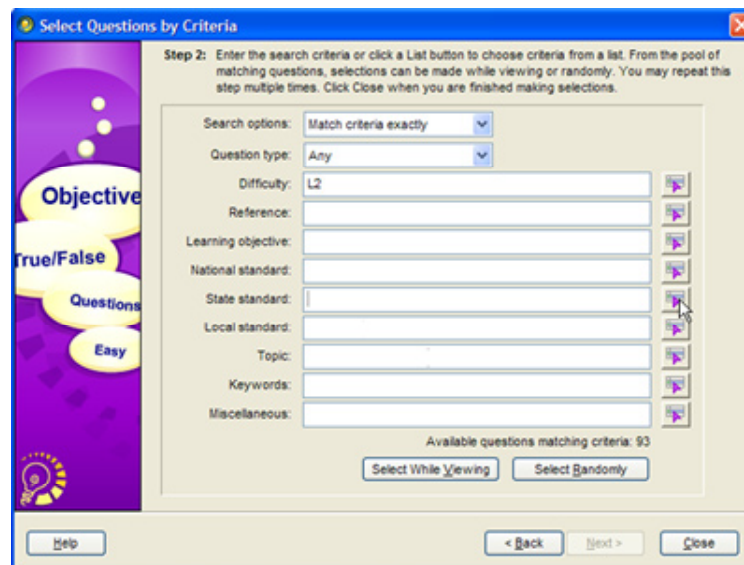 Select Questions by Criteria
Step 2: Enter the search criteria or click a List button to choose criteria from a list. From the pool of
matching questions, selections can be made while viewing or randomly. You may repeat this
step multiple times. Click Close when you are finished making selections.
Search options: Match criteria exactly
Question type: Any
Difficulty: L2
Reference:
Learning objective:
National standard:
State standard:
Local standard:
Topic:
Keywords:
Miscellaneous:
Available questions matching criteria: 93
Select While Viewing Select Randomly
Objective
True/False
Questions
Easy
Help < Back Next > Close